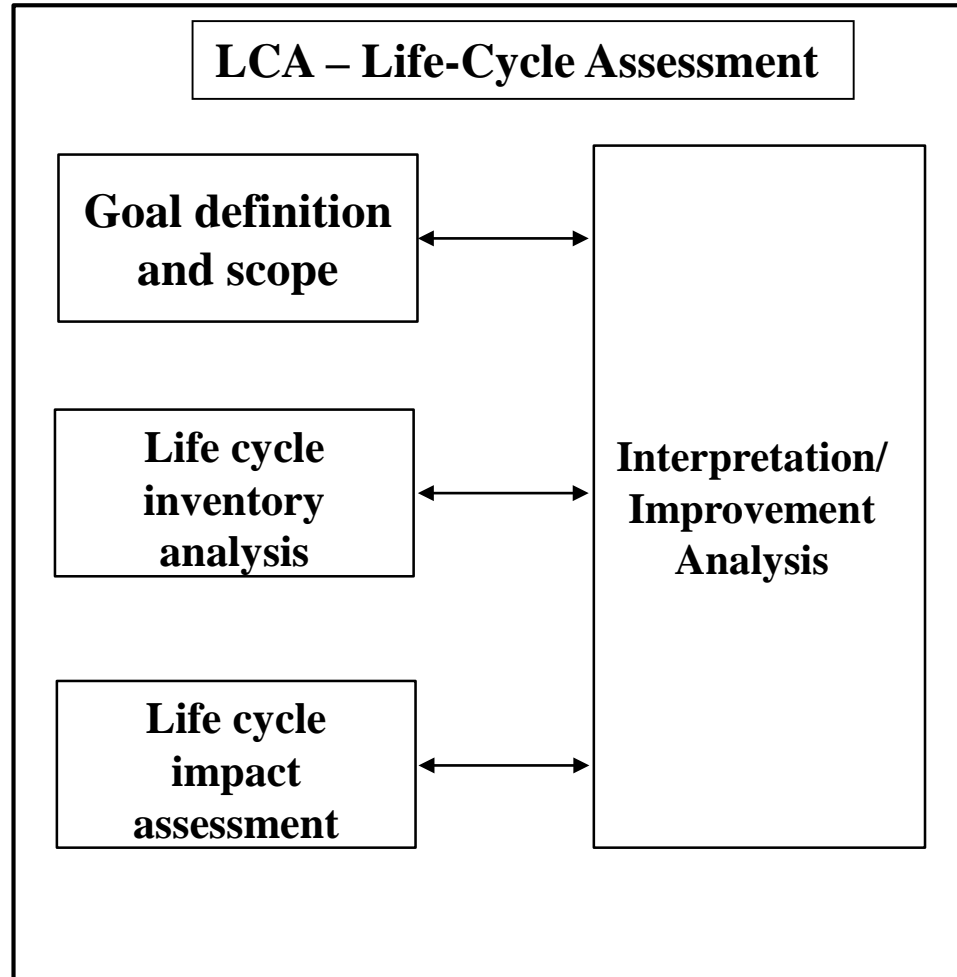 LCA – Life-Cycle Assessment
Goal definition
and scope
Life cycle
inventory
analysis
Life cycle
impact
assessment
Interpretation/
Improvement
Analysis